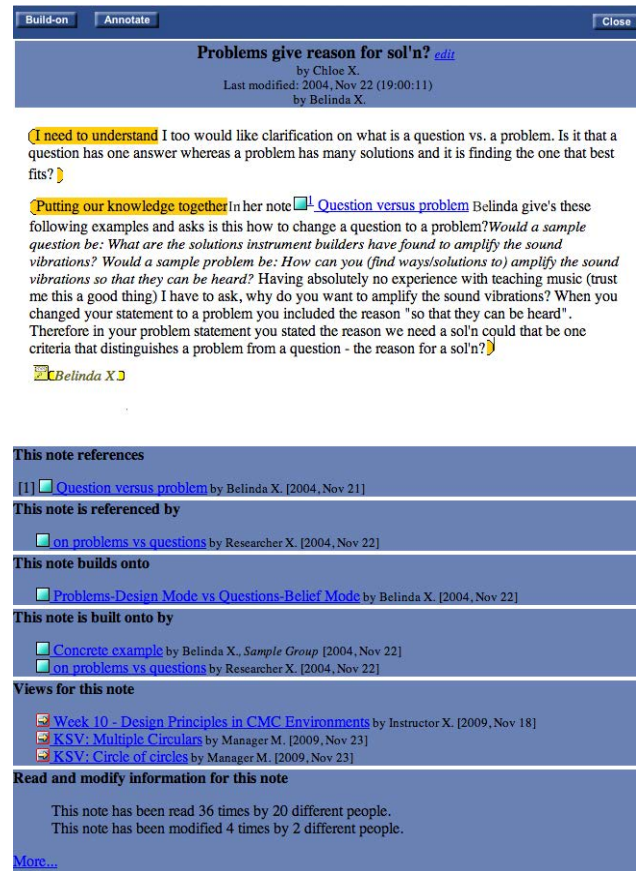 Build-on Annotate Close
Problems give reason for sol'n? edit
by Chloe X.
Last modified: 2004, Nov 22 (19:00:11)
by Belinda X.
I need to understand I too would like clarification on what is a question vs. a problem. Is it that a
question has one answer whereas a problem has many solutions and it is finding the one that best
fits?
Putting our knowledge together In her note 1 Question versus problem Belinda give's these
following examples and asks is this how to change a question to a problem?Would a sample
question be: What are the solutions instrument builders have found to amplify the sound
vibrations? Would a sample problem be: How can you (find ways/solutions to) amplify the sound
vibrations so that they can be heard? Having absolutely no experience with teaching music (trust
me this a good thing) I have to ask, why do you want to amplify the sound vibrations? When you
changed your statement to a problem you included the reason "so that they can be heard".
Therefore in your problem statement you stated the reason we need a sol'n could that be one
criteria that distinguishes a problem from a question - the reason for a sol'n?
Belinda X.
This note references
[1] Question versus problem by Belinda X. [2004, Nov 21]
This note is referenced by
on problems vs questions by Researcher X. [2004, Nov 22]
This note builds onto
Problems-Design Mode vs Questions-Belief Mode by Belinda X. [2004, Nov 22]
This note is built onto by
Concrete example by Belinda X., Sample Group [2004, Nov 22]
on problems vs questions by Researcher X. [2004, Nov 22]
Views for this note
Week 10 - Design Principles in CMC Environments by Instructor X. [2009, Nov 18]
KSV: Multiple Circulars by Manager M. [2009, Nov 23]
KSV: Circle of circles by Manager M. [2009, Nov 23]
Read and modify information for this note
This note has been read 36 times by 20 different people.
This note has been modified 4 times by 2 different people.
More...